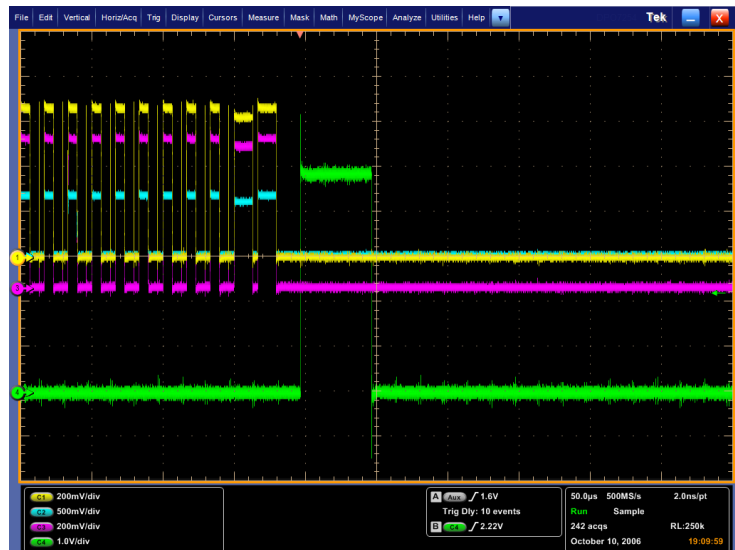 File Edit Vertical Horiz/Acq Trig Display Cursors Measure Mask Math MyScope Analyze Utilities Help Tek X
1
3
4
C1 200mV/div
C2 500mV/div
C3 200mV/div
C4 1.0V/div
A Aux 1.6V
Trig Dly: 10 events
B C4 2.22V
50.0µs 500MS/s 2.0ns/pt
Run Sample
242 acqs RL:250k
October 10, 2006 19:09:59